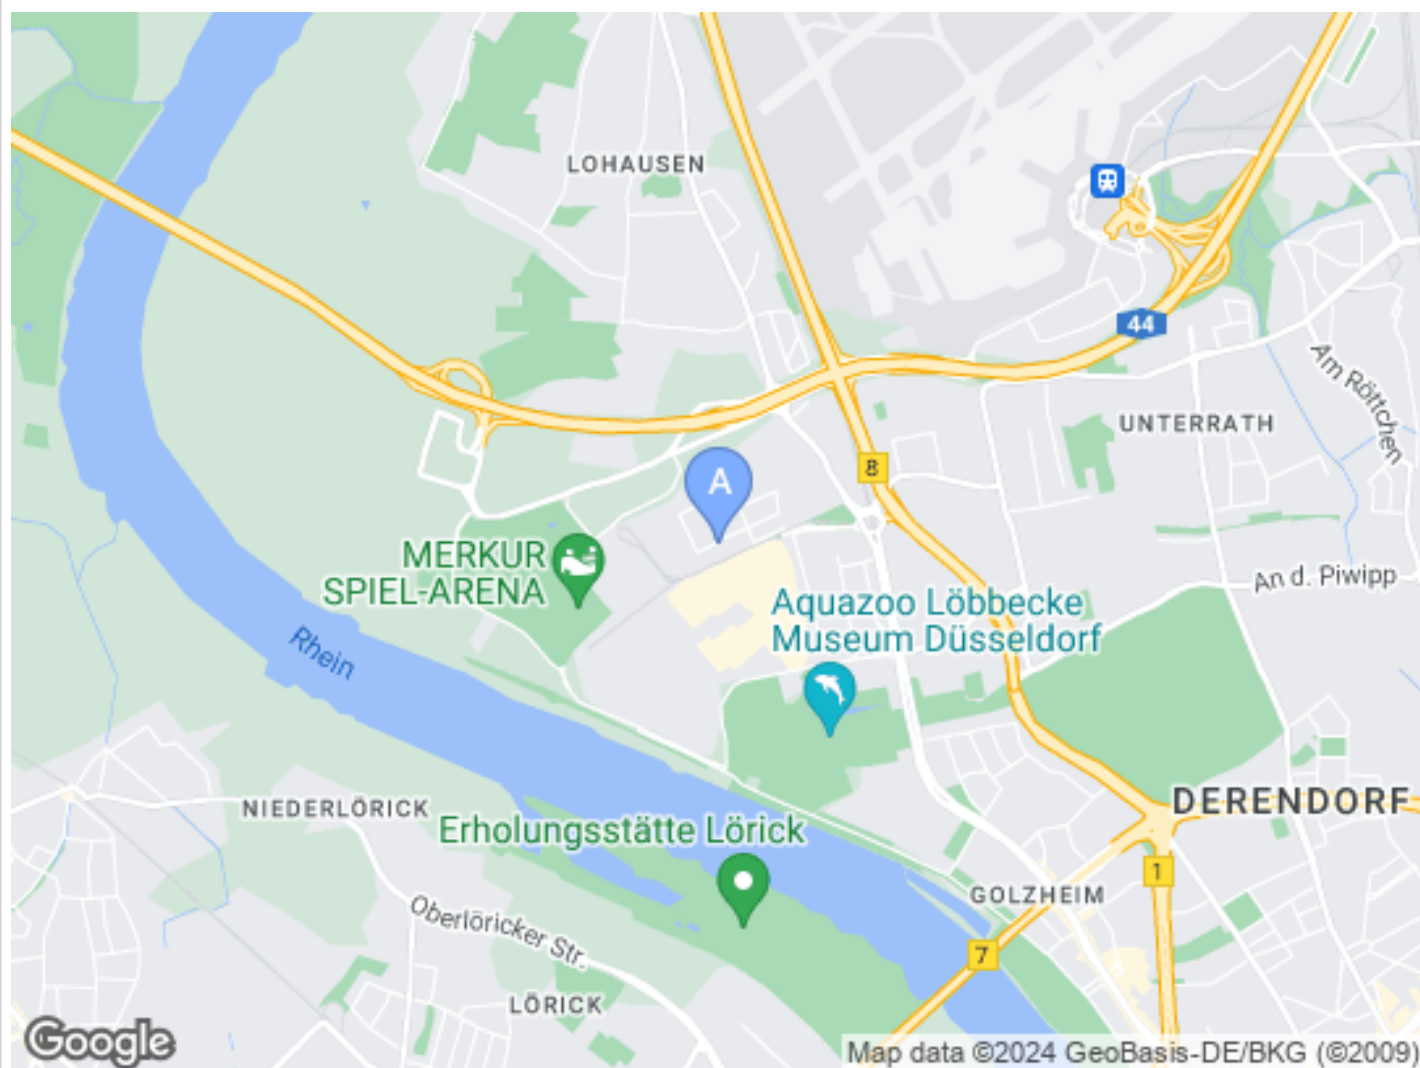 LOHAUSEN
44
Am Röttchen
UNTERRATH
8
A
MERKUR
SPIEL-ARENA
An d. Piwipp
Aquazoo Löbbecke
Museum Düsseldorf
Rhein
DERENDORF
NIEDERLÖRICK
Erholungsstätte Lörick
1
GOLZHEIM
Oberlöricker Str.
7
LÖRICK
Google
Map data ©2024 GeoBasis-DE/BKG (©2009)